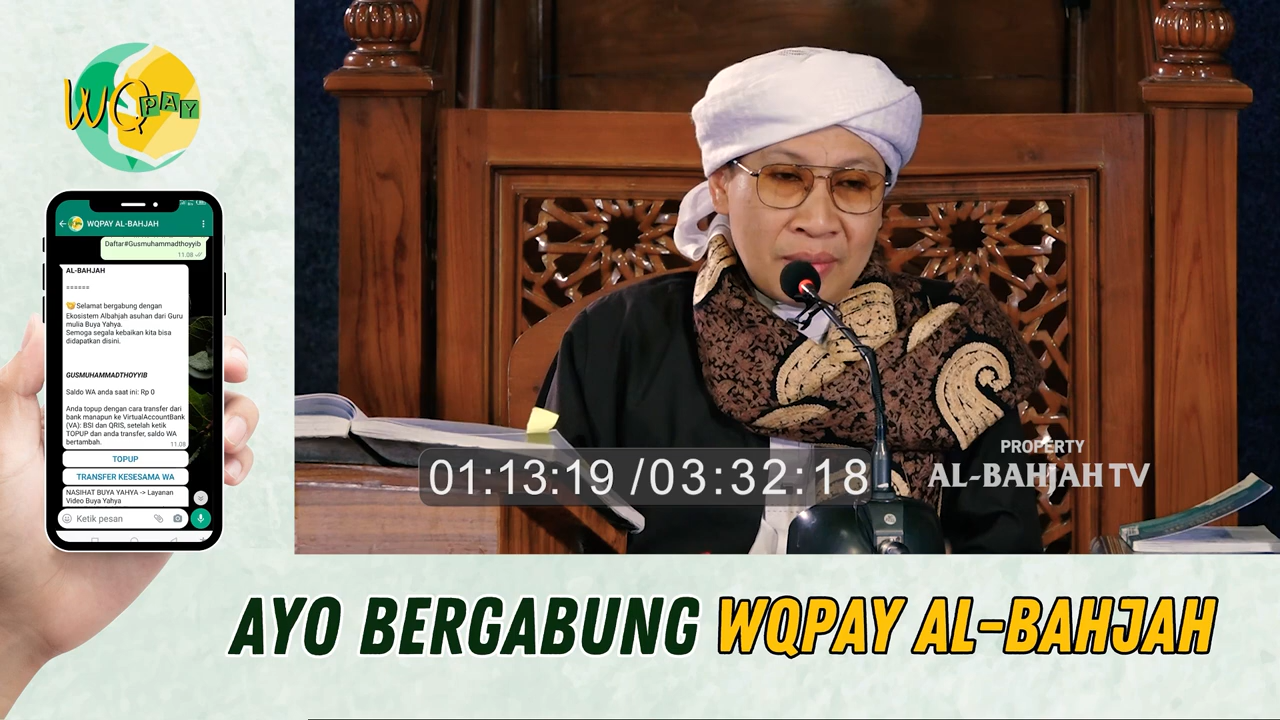 WQPAY
WQPAY AL-BAHJAH
Daftar#Gusmuhammadthoyyib
11.08
AL-BAHJAH
======
Selamat bergabung dengan
Ekosistem Albahjah asuhan dari Guru
mulia Buya Yahya.
Semoga segala kebaikan kita bisa
didapatkan disini.
GUSMUHAMMADTHOYYIB
Saldo WA anda saat ini: Rp 0
Anda topup dengan cara transfer dari
bank manapun ke VirtualAccountBank
(VA): BSI dan QRIS, setelah ketik
TOPUP dan anda transfer, saldo WA
bertambah.
11.08
TOPUP
TRANSFER KESESAMA WA
NASIHAT BUYA YAHYA -> Layanan
Video Buya Yahya
Ketik pesan
01:13:19 /03:32:18
PROPERTY
AL-BAHJAH TV
AYO BERGABUNG WQPAY AL-BAHJAH